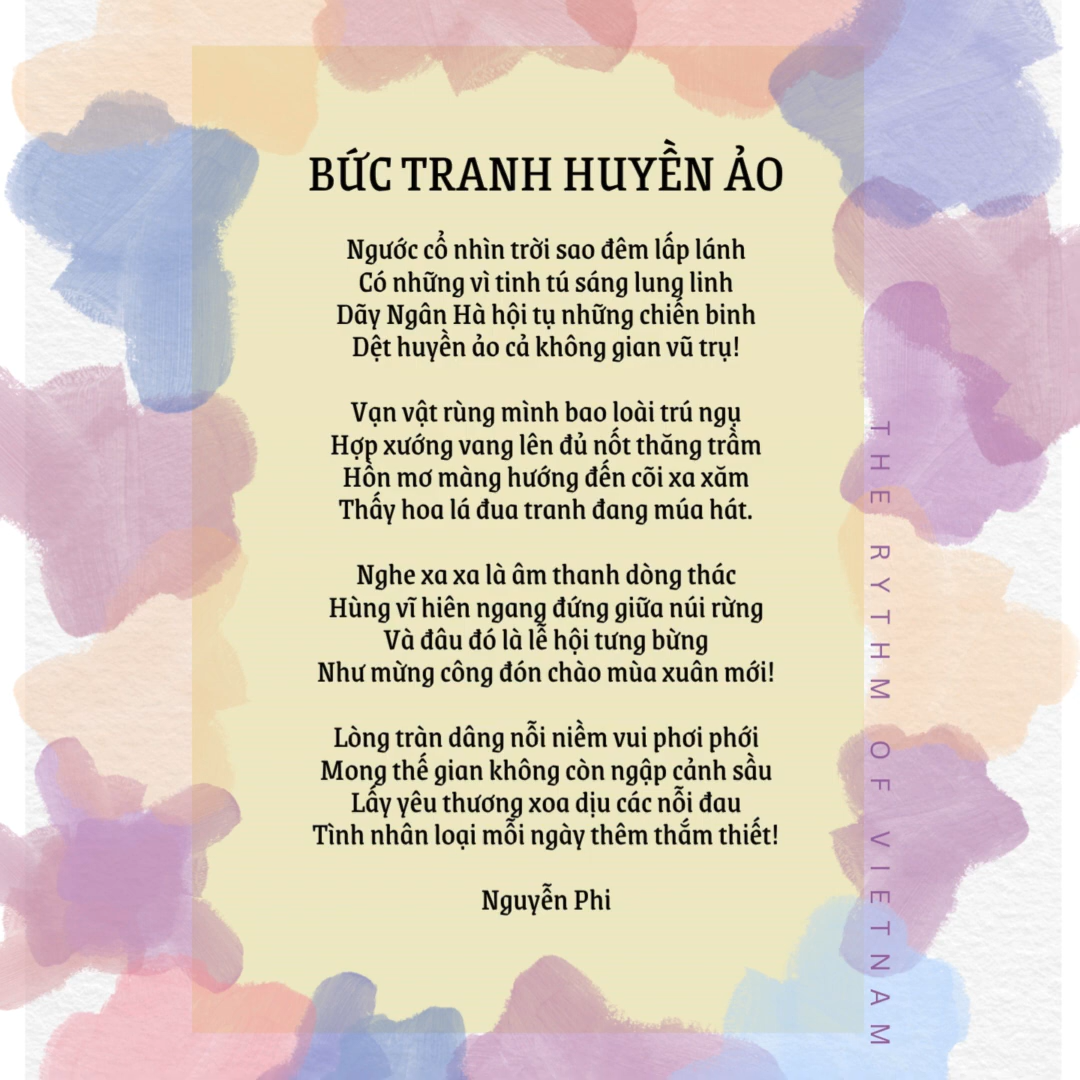 BỨC TRANH HUYỀN ẢO
Ngước cổ nhìn trời sao đêm lấp lánh
Có những vì tinh tú sáng lung linh
Dãy Ngân Hà hội tụ những chiến binh
Dệt huyền ảo cả không gian vũ trụ!
Vạn vật rùng mình bao loài trú ngụ
Hợp xướng vang lên đủ nốt thăng trầm
Hồn mơ màng hướng đến cõi xa xăm
Thấy hoa lá đua tranh đang múa hát.
Nghe xa xa là âm thanh dòng thác
Hùng vĩ hiên ngang đứng giữa núi rừng
Và đâu đó là lễ hội tưng bừng
Như mừng công đón chào mùa xuân mới!
Lòng tràn dâng nỗi niềm vui phơi phới
Mong thế gian không còn ngập cảnh sầu
Lấy yêu thương xoa dịu các nỗi đau
Tình nhân loại mỗi ngày thêm thắm thiết!
Nguyễn Phi
THE RYTHM OF VIETNAM